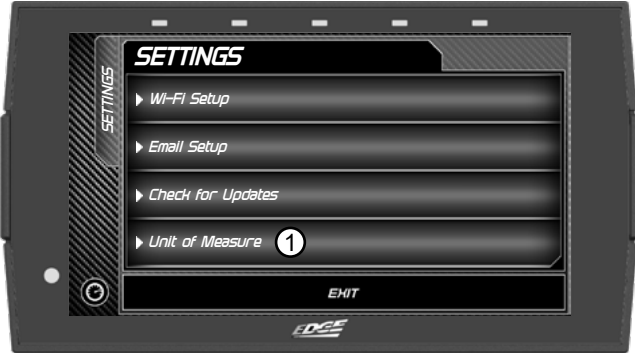 SETTINGS
SETTINGS
Wi-Fi Setup
Email Setup
Check for Updates
Unit of Measure 1
EXIT
EDGE